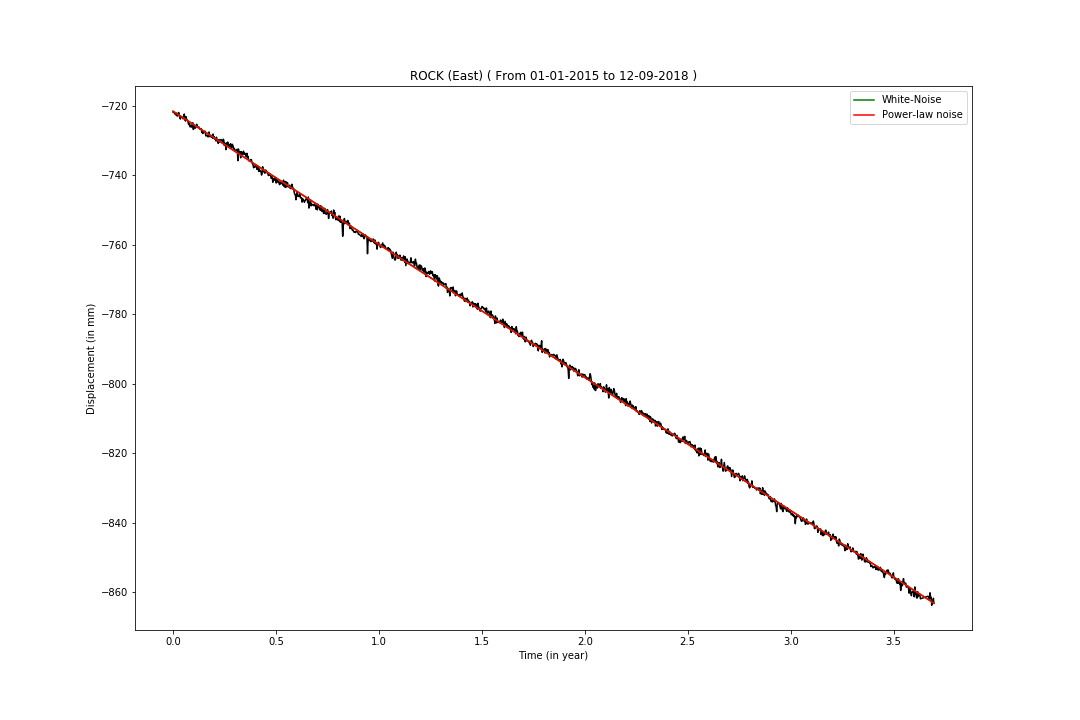 ROCK (East) ( From 01-01-2015 to 12-09-2018 )
White-Noise
Power-law noise
−720
−740
−760
−780
−800
−820
−840
−860
Displacement (in mm)
0.0 0.5 1.0 1.5 2.0 2.5 3.0 3.5
Time (in year)